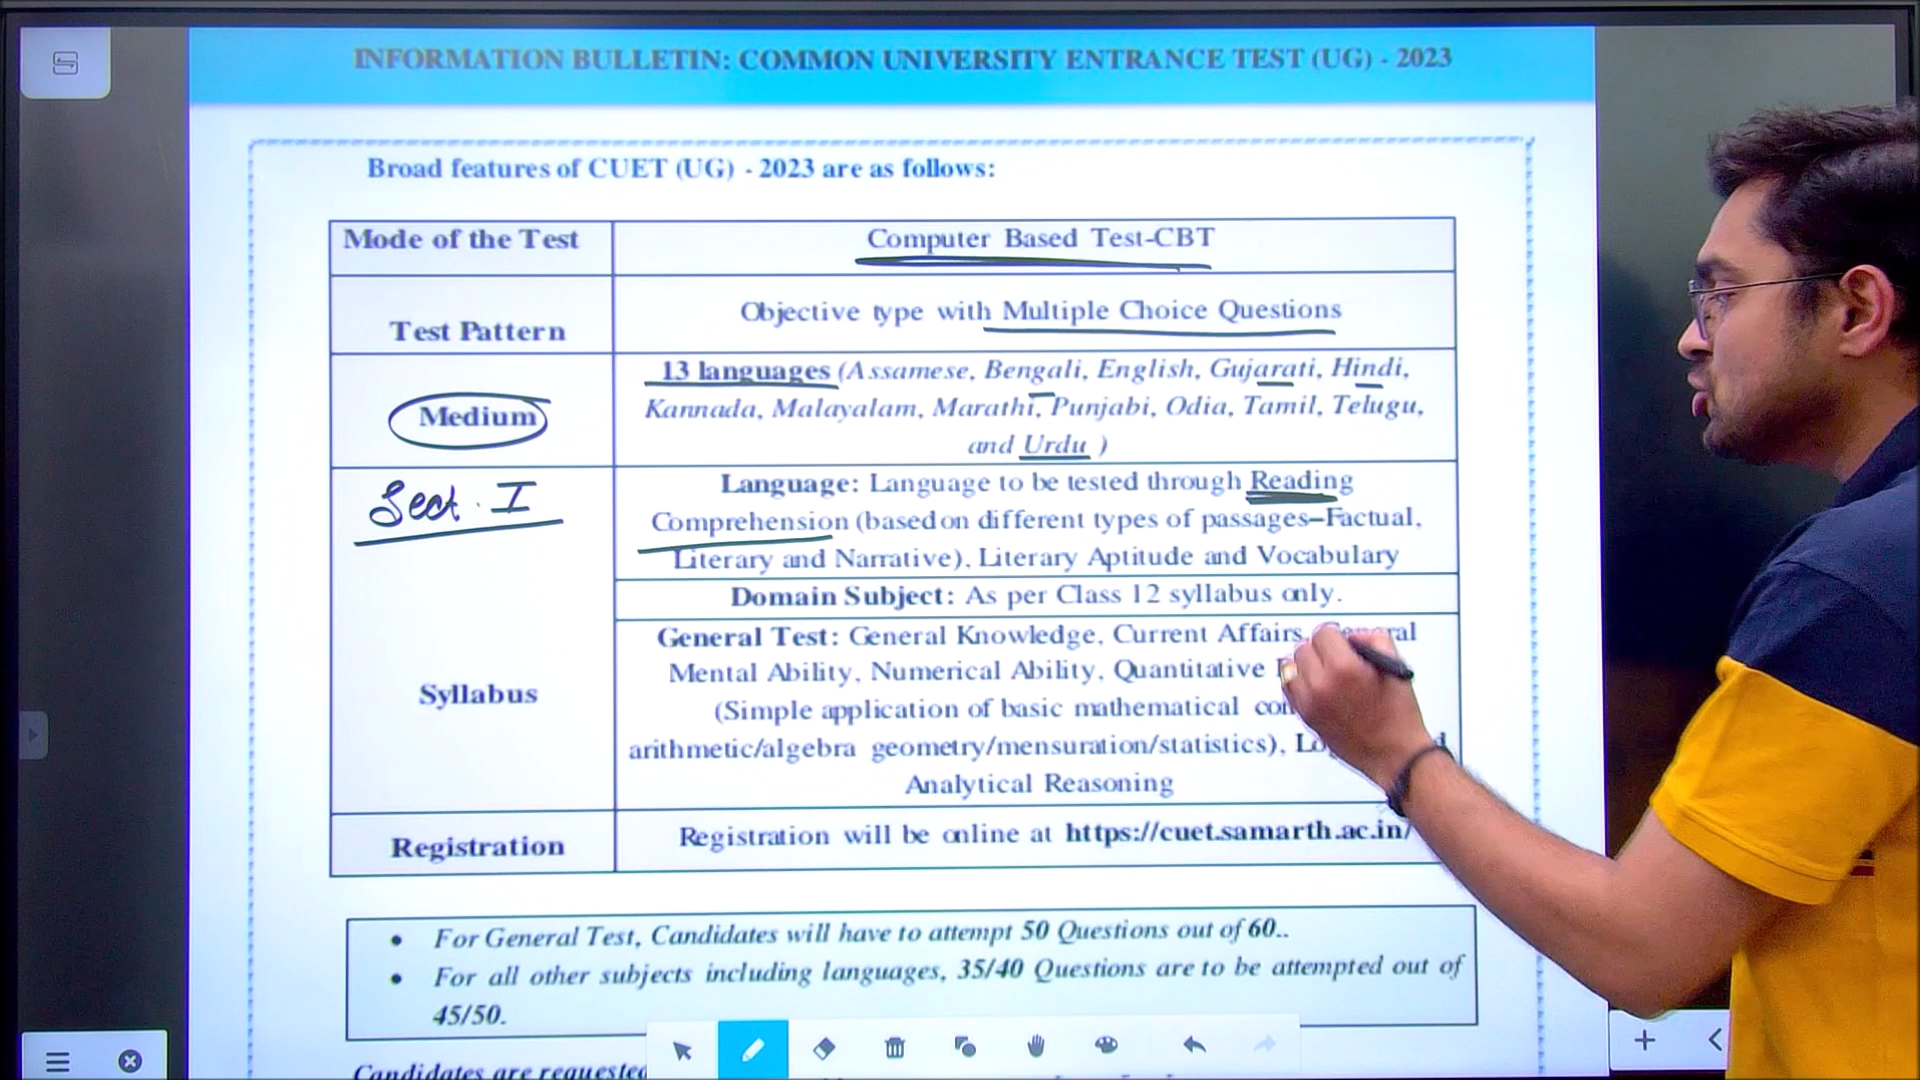 INFORMATION BULLETIN: COMMON UNIVERSITY ENTRANCE TEST (UG) - 2023
Broad features of CUET (UG) - 2023 are as follows:
Mode of the Test
Computer Based Test-CBT
Test Pattern
Objective type with Multiple Choice Questions
Medium
13 languages (Assamese, Bengali, English, Gujarati, Hindi,
Kannada, Malayalam, Marathi, Punjabi, Odia, Tamil, Telugu,
and Urdu )
Sect. I
Syllabus
Language: Language to be tested through Reading
Comprehension (based on different types of passages–Factual,
Literary and Narrative), Literary Aptitude and Vocabulary
Domain Subject: As per Class 12 syllabus only.
General Test: General Knowledge, Current Affairs, General
Mental Ability, Numerical Ability, Quantitative
(Simple application of basic mathematical
arithmetic/algebra geometry/mensuration/statistics),
Analytical Reasoning
Registration
Registration will be online at https://cuet.samarth.ac.in/
• For General Test, Candidates will have to attempt 50 Questions out of 60..
• For all other subjects including languages, 35/40 Questions are to be attempted out of
45/50.
Candidates are requested